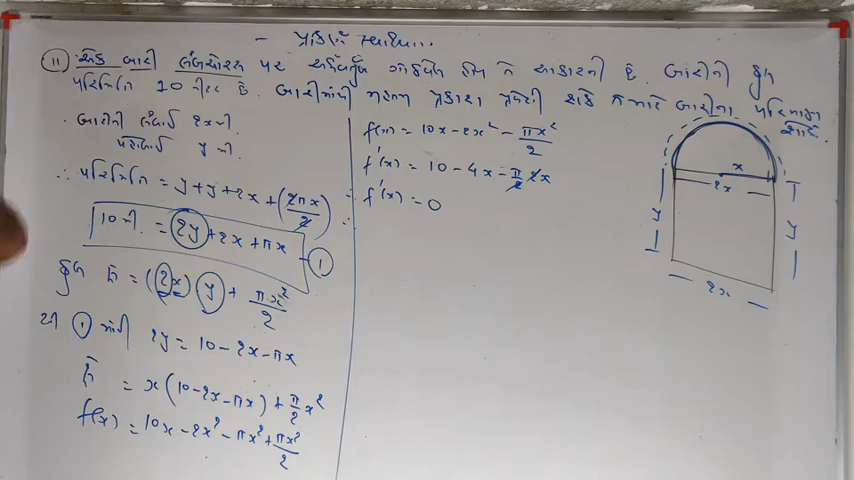 - પ્રકીર્ણ સ્વાધ્યાય...
(11) એક બારી લંબચોરસ પર અર્ધવર્તુળ ગોઠવેલ હોય તે આકારની છે. બારીની કુલ
પરિમિતિ 10 મીટર છે. બારીમાંથી મહત્તમ પ્રકાશ પ્રવેશી શકે તે માટે બારીના પરિમાણ
શોધો.
બારીની લંબાઈ 2x મી.
પહોળાઈ y મી.
∴ પરિમિતિ = y + y + 2x + (2πx/2)
10 મી. = 2y + 2x + πx
(1)
કુલ ક્ષે = (2x)(y) + π·x²/2
સમી (1) માંથી 2y = 10 - 2x - πx
ક્ષે = x(10 - 2x - πx) + π/2 x²
f(x) = 10x - 2x² - πx² + πx²/2
f(x) = 10x - 2x² - πx²/2
f'(x) = 10 - 4x - π/2 2x
f'(x) = 0
x
2x
y
y
2x